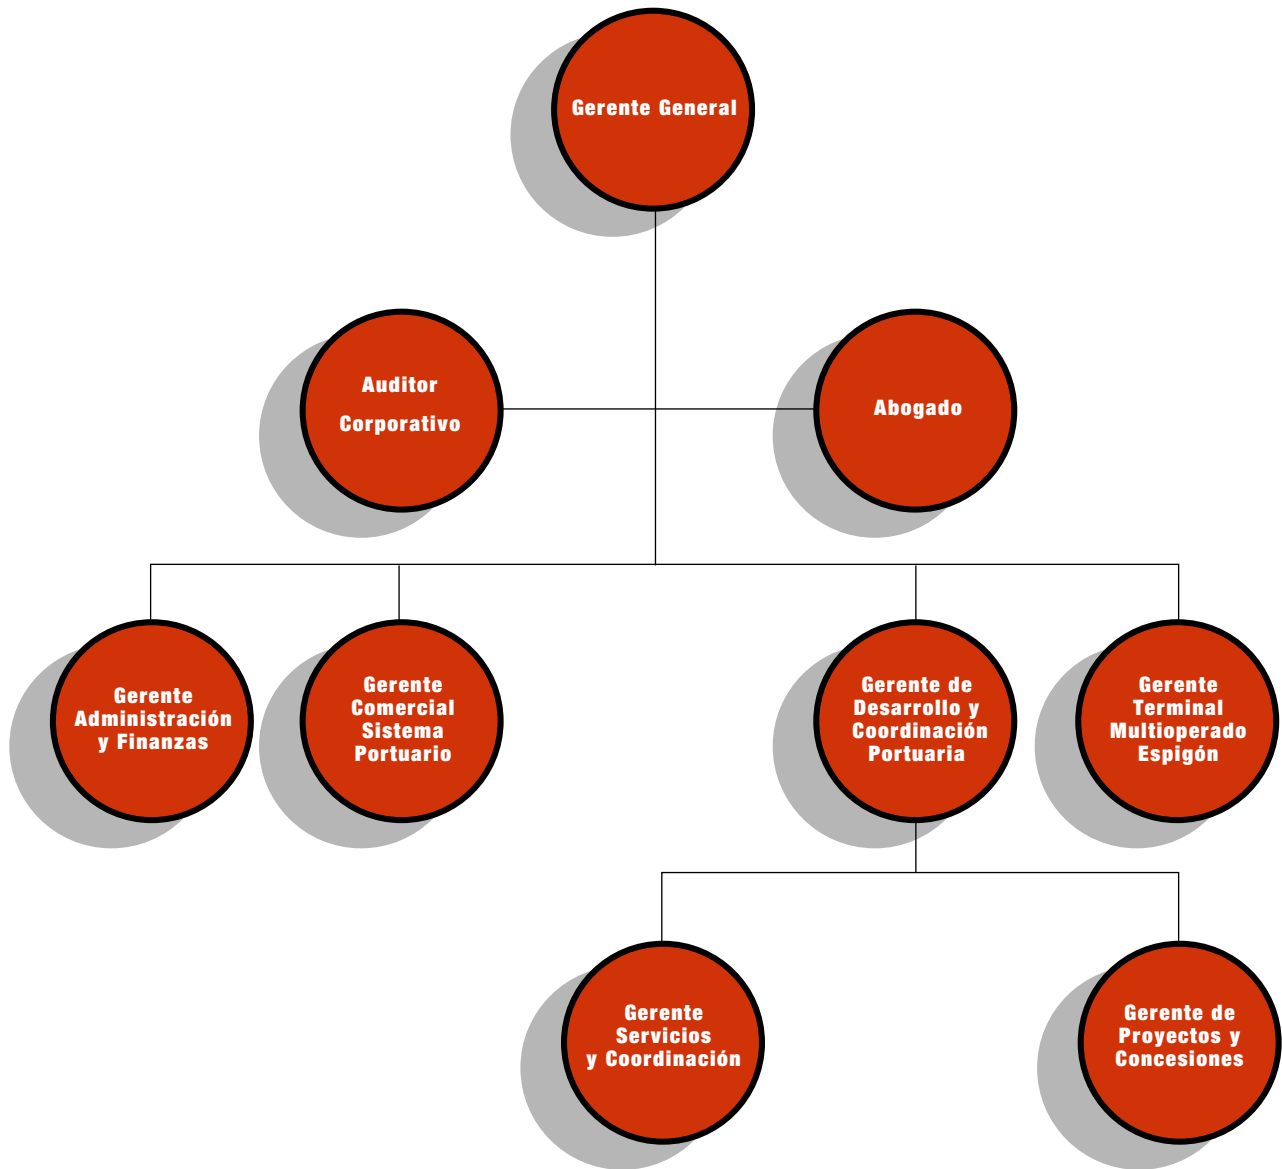 Gerente General
Auditor
Corporativo
Abogado
Gerente
Administración
y Finanzas
Gerente
Comercial
Sistema
Portuario
Gerente de
Desarrollo y
Coordinación
Portuaria
Gerente
Terminal
Multioperado
Espigón
Gerente
Servicios
y Coordinación
Gerente de
Proyectos y
Concesiones